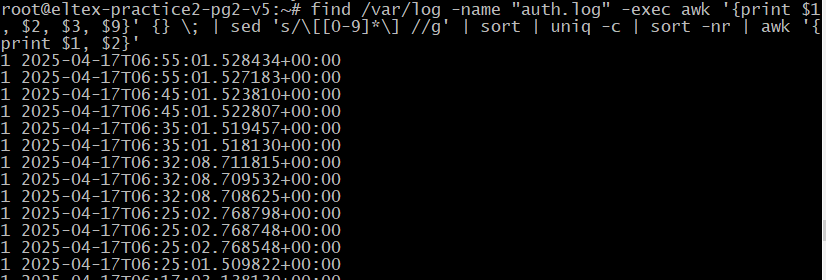 root@eltex-practice2-pg2-v5:~# find /var/log -name "auth.log" -exec awk '{print $1
, $2, $3, $9}' {} \; | sed 's/\[[0-9]*\] //g' | sort | uniq -c | sort -nr | awk '{
print $1, $2}'
1 2025-04-17T06:55:01.528434+00:00
1 2025-04-17T06:55:01.527183+00:00
1 2025-04-17T06:45:01.523810+00:00
1 2025-04-17T06:45:01.522807+00:00
1 2025-04-17T06:35:01.519457+00:00
1 2025-04-17T06:35:01.518130+00:00
1 2025-04-17T06:32:08.711815+00:00
1 2025-04-17T06:32:08.709532+00:00
1 2025-04-17T06:32:08.708625+00:00
1 2025-04-17T06:25:02.768798+00:00
1 2025-04-17T06:25:02.768748+00:00
1 2025-04-17T06:25:02.768548+00:00
1 2025-04-17T06:25:01.509822+00:00